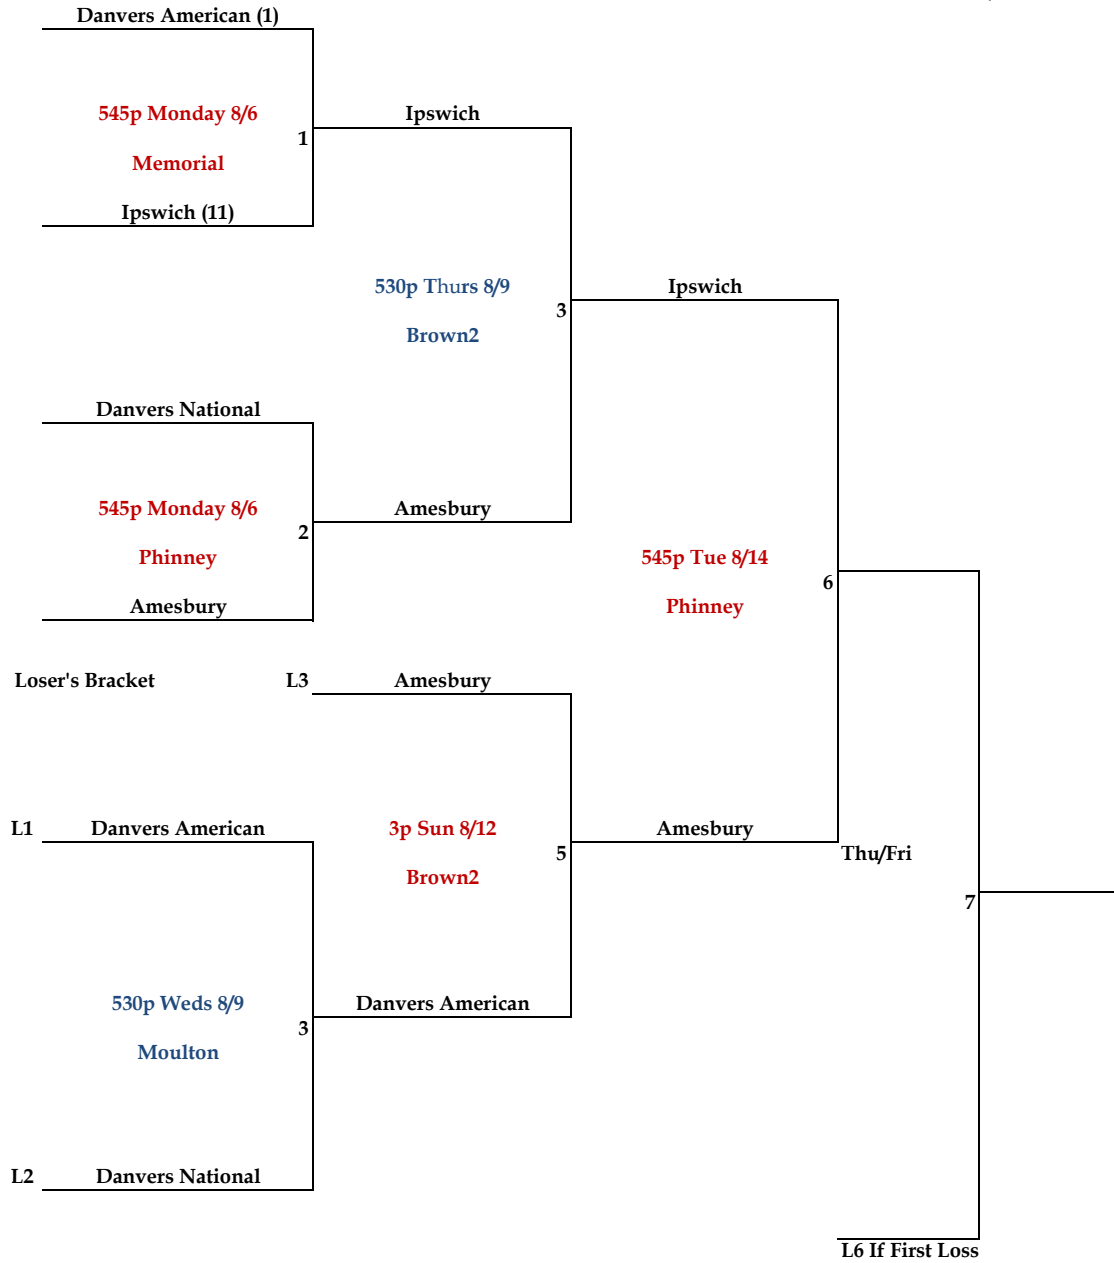 Danvers American (1)
545p Monday 8/6
Ipswich
1
Memorial
Ipswich (11)
530p Thurs 8/9
Ipswich
3
Brown2
Danvers National
545p Monday 8/6
Amesbury
2
Phinney
545p Tue 8/14
6
Amesbury
Phinney
Loser's Bracket
L3
Amesbury
L1
Danvers American
3p Sun 8/12
Amesbury
5
Thu/Fri
Brown2
7
530p Weds 8/9
Danvers American
3
Moulton
L2
Danvers National
L6 If First Loss